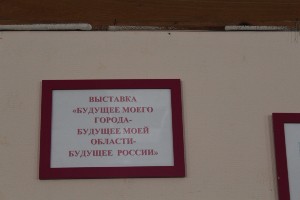 ВЫСТАВКА
«БУДУЩЕЕ МОЕГО
ГОРОДА-
БУДУЩЕЕ МОЕЙ
ОБЛАСТИ-
БУДУЩЕЕ РОССИИ»